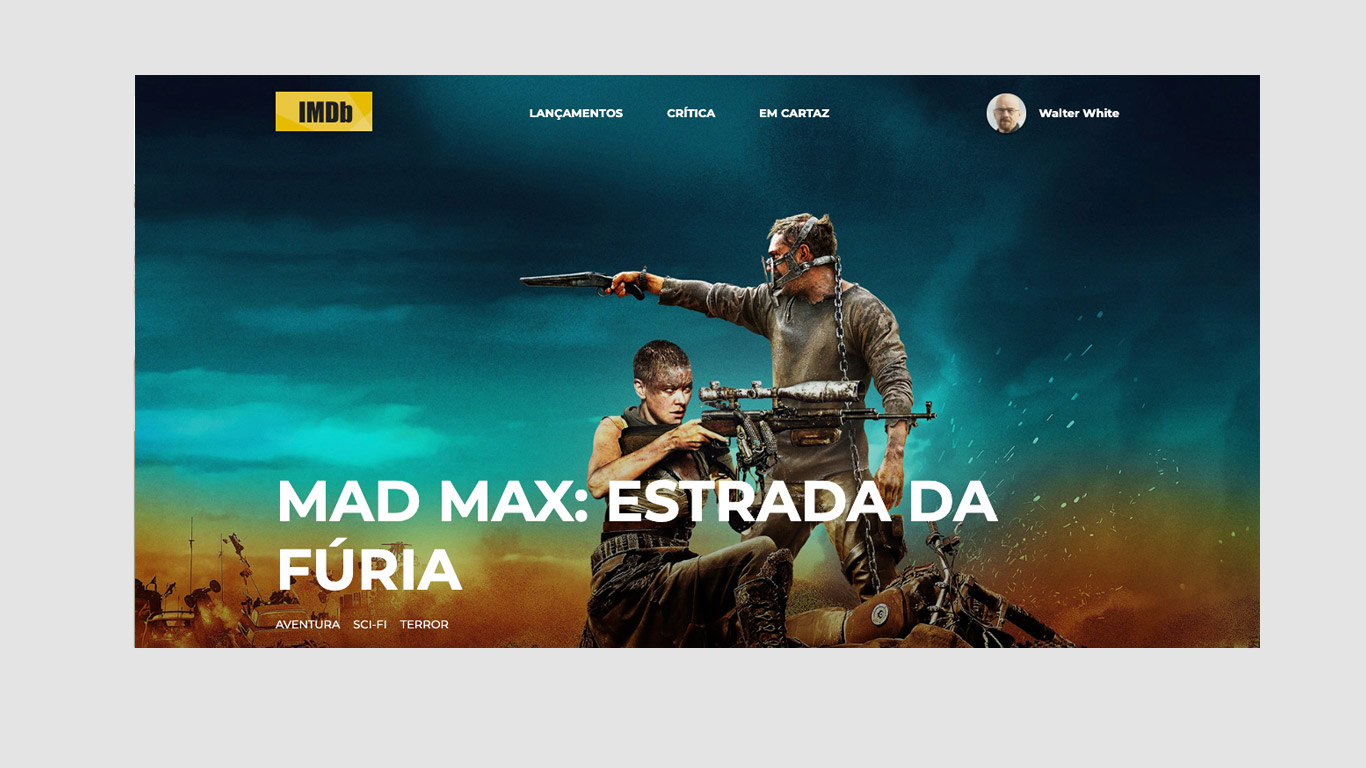 IMDb
LANÇAMENTOS CRÍTICA EM CARTAZ
Walter White
MAD MAX: ESTRADA DA
FÚRIA
AVENTURA SCI-FI TERROR